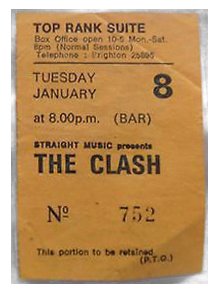 TOP RANK SUITE
Box Office open 10-5 Mon.-Sat.
8pm (Normal Sessions)
Telephone : Brighton 25895
TUESDAY
JANUARY 8
at 8.00p.m. (BAR)
STRAIGHT MUSIC presents
THE CLASH
No 752
This portion to be retained
(P.T.O.)